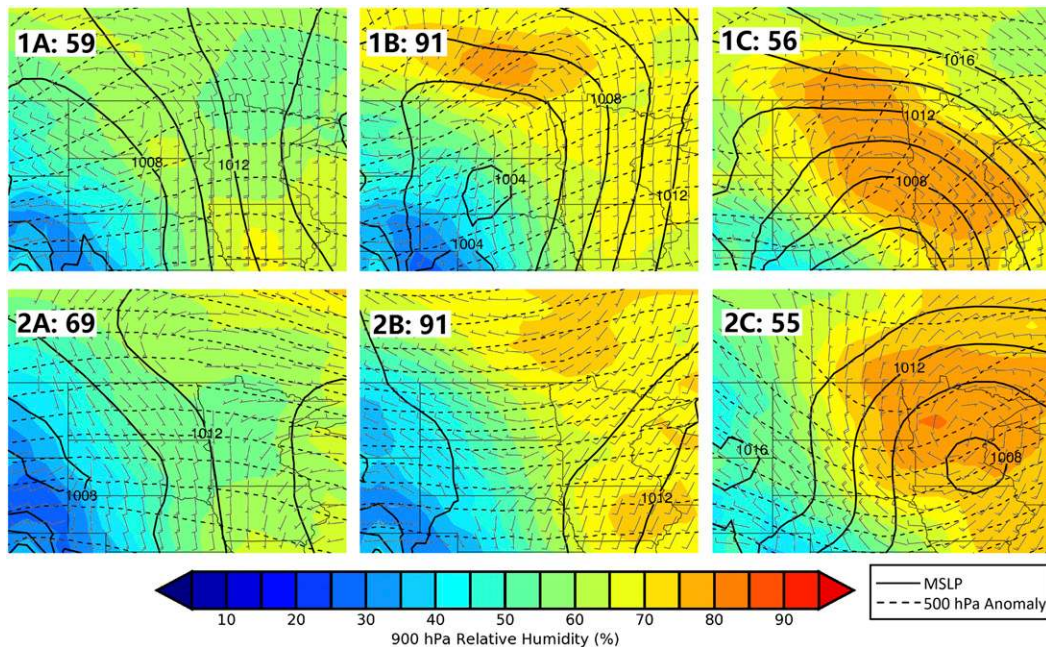 1A: 59
1B: 91
1C: 56
1016
1008
1012
1008
1012
1004
1008
1012
1004
2A: 69
2B: 91
2C: 55
1012
1012
1016
1008
1008
1012
10 20 30 40 50 60 70 80 90
900 hPa Relative Humidity (%)
MSLP
500 hPa Anomaly